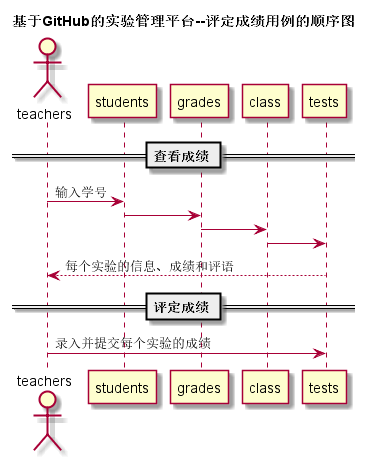 基于GitHub的实验管理平台--评定成绩用例的顺序图
teachers
students
grades
class
tests
查看成绩
输入学号
每个实验的信息、成绩和评语
评定成绩
录入并提交每个实验的成绩
teachers
students
grades
class
tests